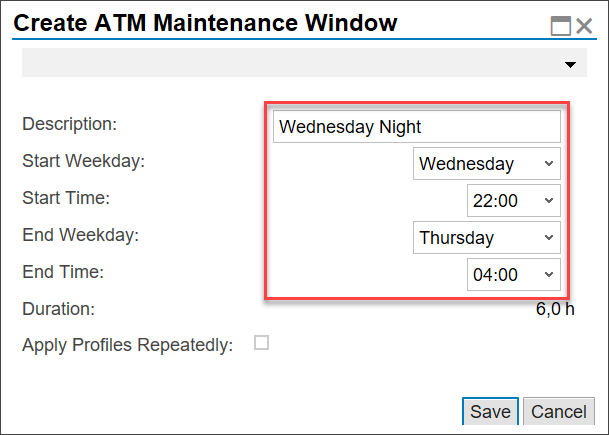 Create ATM Maintenance Window
Description: Wednesday Night
Start Weekday: Wednesday
Start Time: 22:00
End Weekday: Thursday
End Time: 04:00
Duration: 6,0 h
Apply Profiles Repeatedly:
Save Cancel